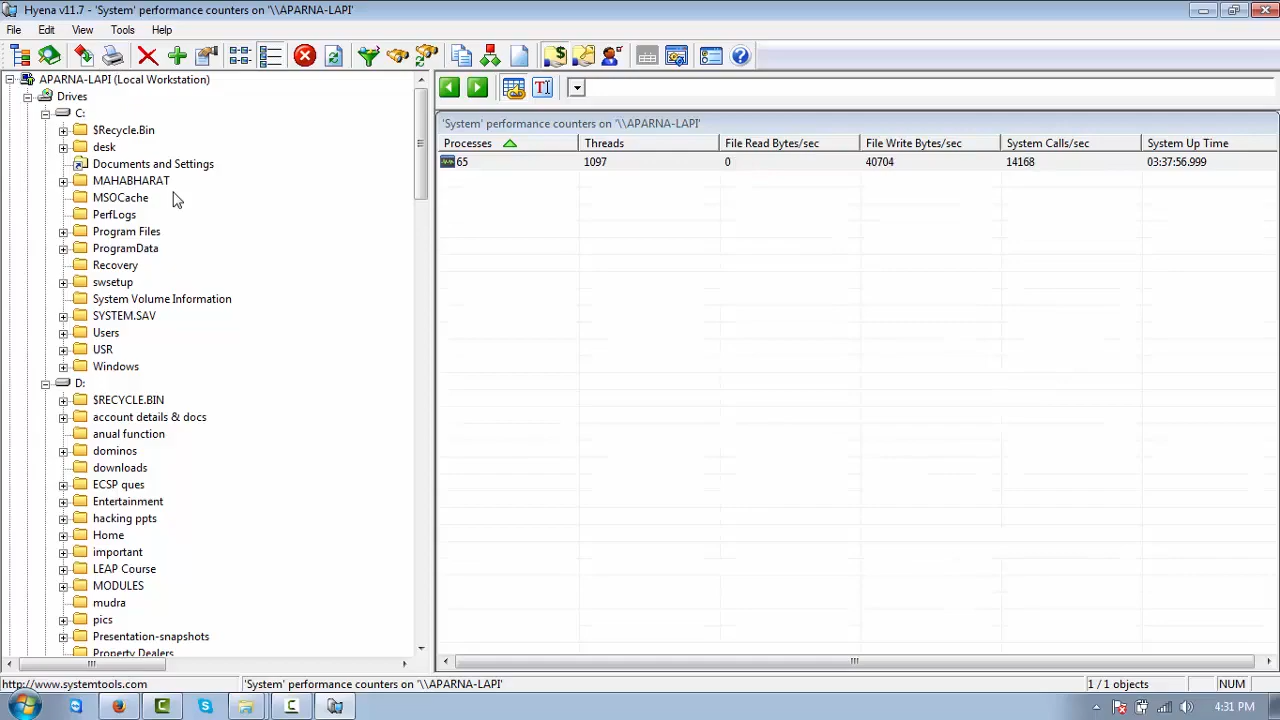 Hyena v11.7 - 'System' performance counters on '\\APARNA-LAPI'
File Edit View Tools Help
APARNA-LAPI (Local Workstation)
Drives
C:
$Recycle.Bin
desk
Documents and Settings
MAHABHARAT
MSOCache
PerfLogs
Program Files
ProgramData
Recovery
swsetup
System Volume Information
SYSTEM.SAV
Users
USR
Windows
D:
$RECYCLE.BIN
account details & docs
anual function
dominos
downloads
ECSP ques
Entertainment
hacking ppts
Home
important
LEAP Course
MODULES
mudra
pics
Presentation-snapshots
Property Dealers
'System' performance counters on '\\APARNA-LAPI'
Processes Threads File Read Bytes/sec File Write Bytes/sec System Calls/sec System Up Time
65 1097 0 40704 14168 03:37:56.999
http://www.systemtools.com 'System' performance counters on '\\APARNA-LAPI' 1 / 1 objects NUM
4:31 PM